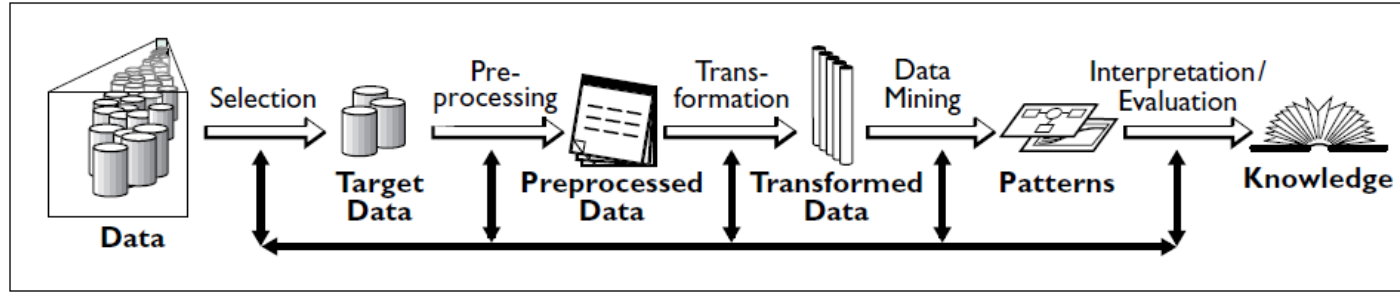 Selection
Pre-
processing
Trans-
formation
Data
Mining
Interpretation/
Evaluation
Data
Target
Data
Preprocessed
Data
Transformed
Data
Patterns
Knowledge